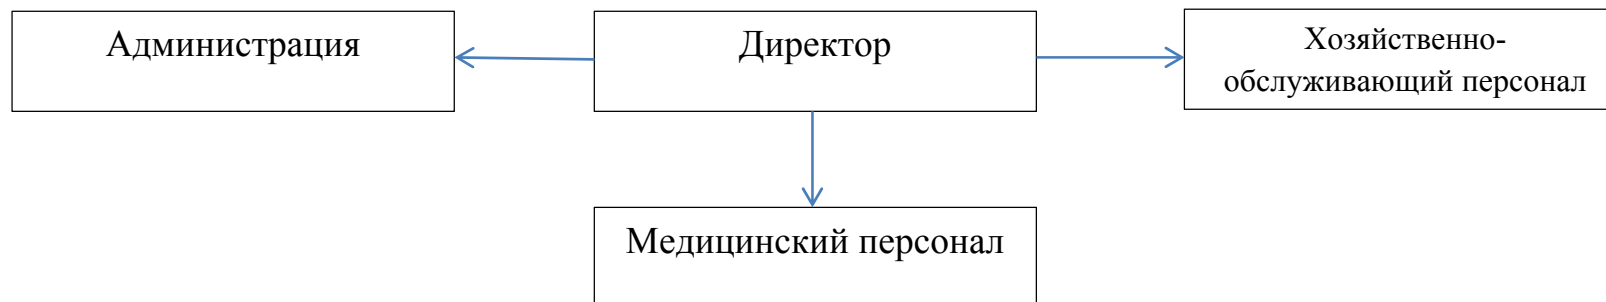 Администрация
Директор
Хозяйственно-
обслуживающий персонал
Медицинский персонал